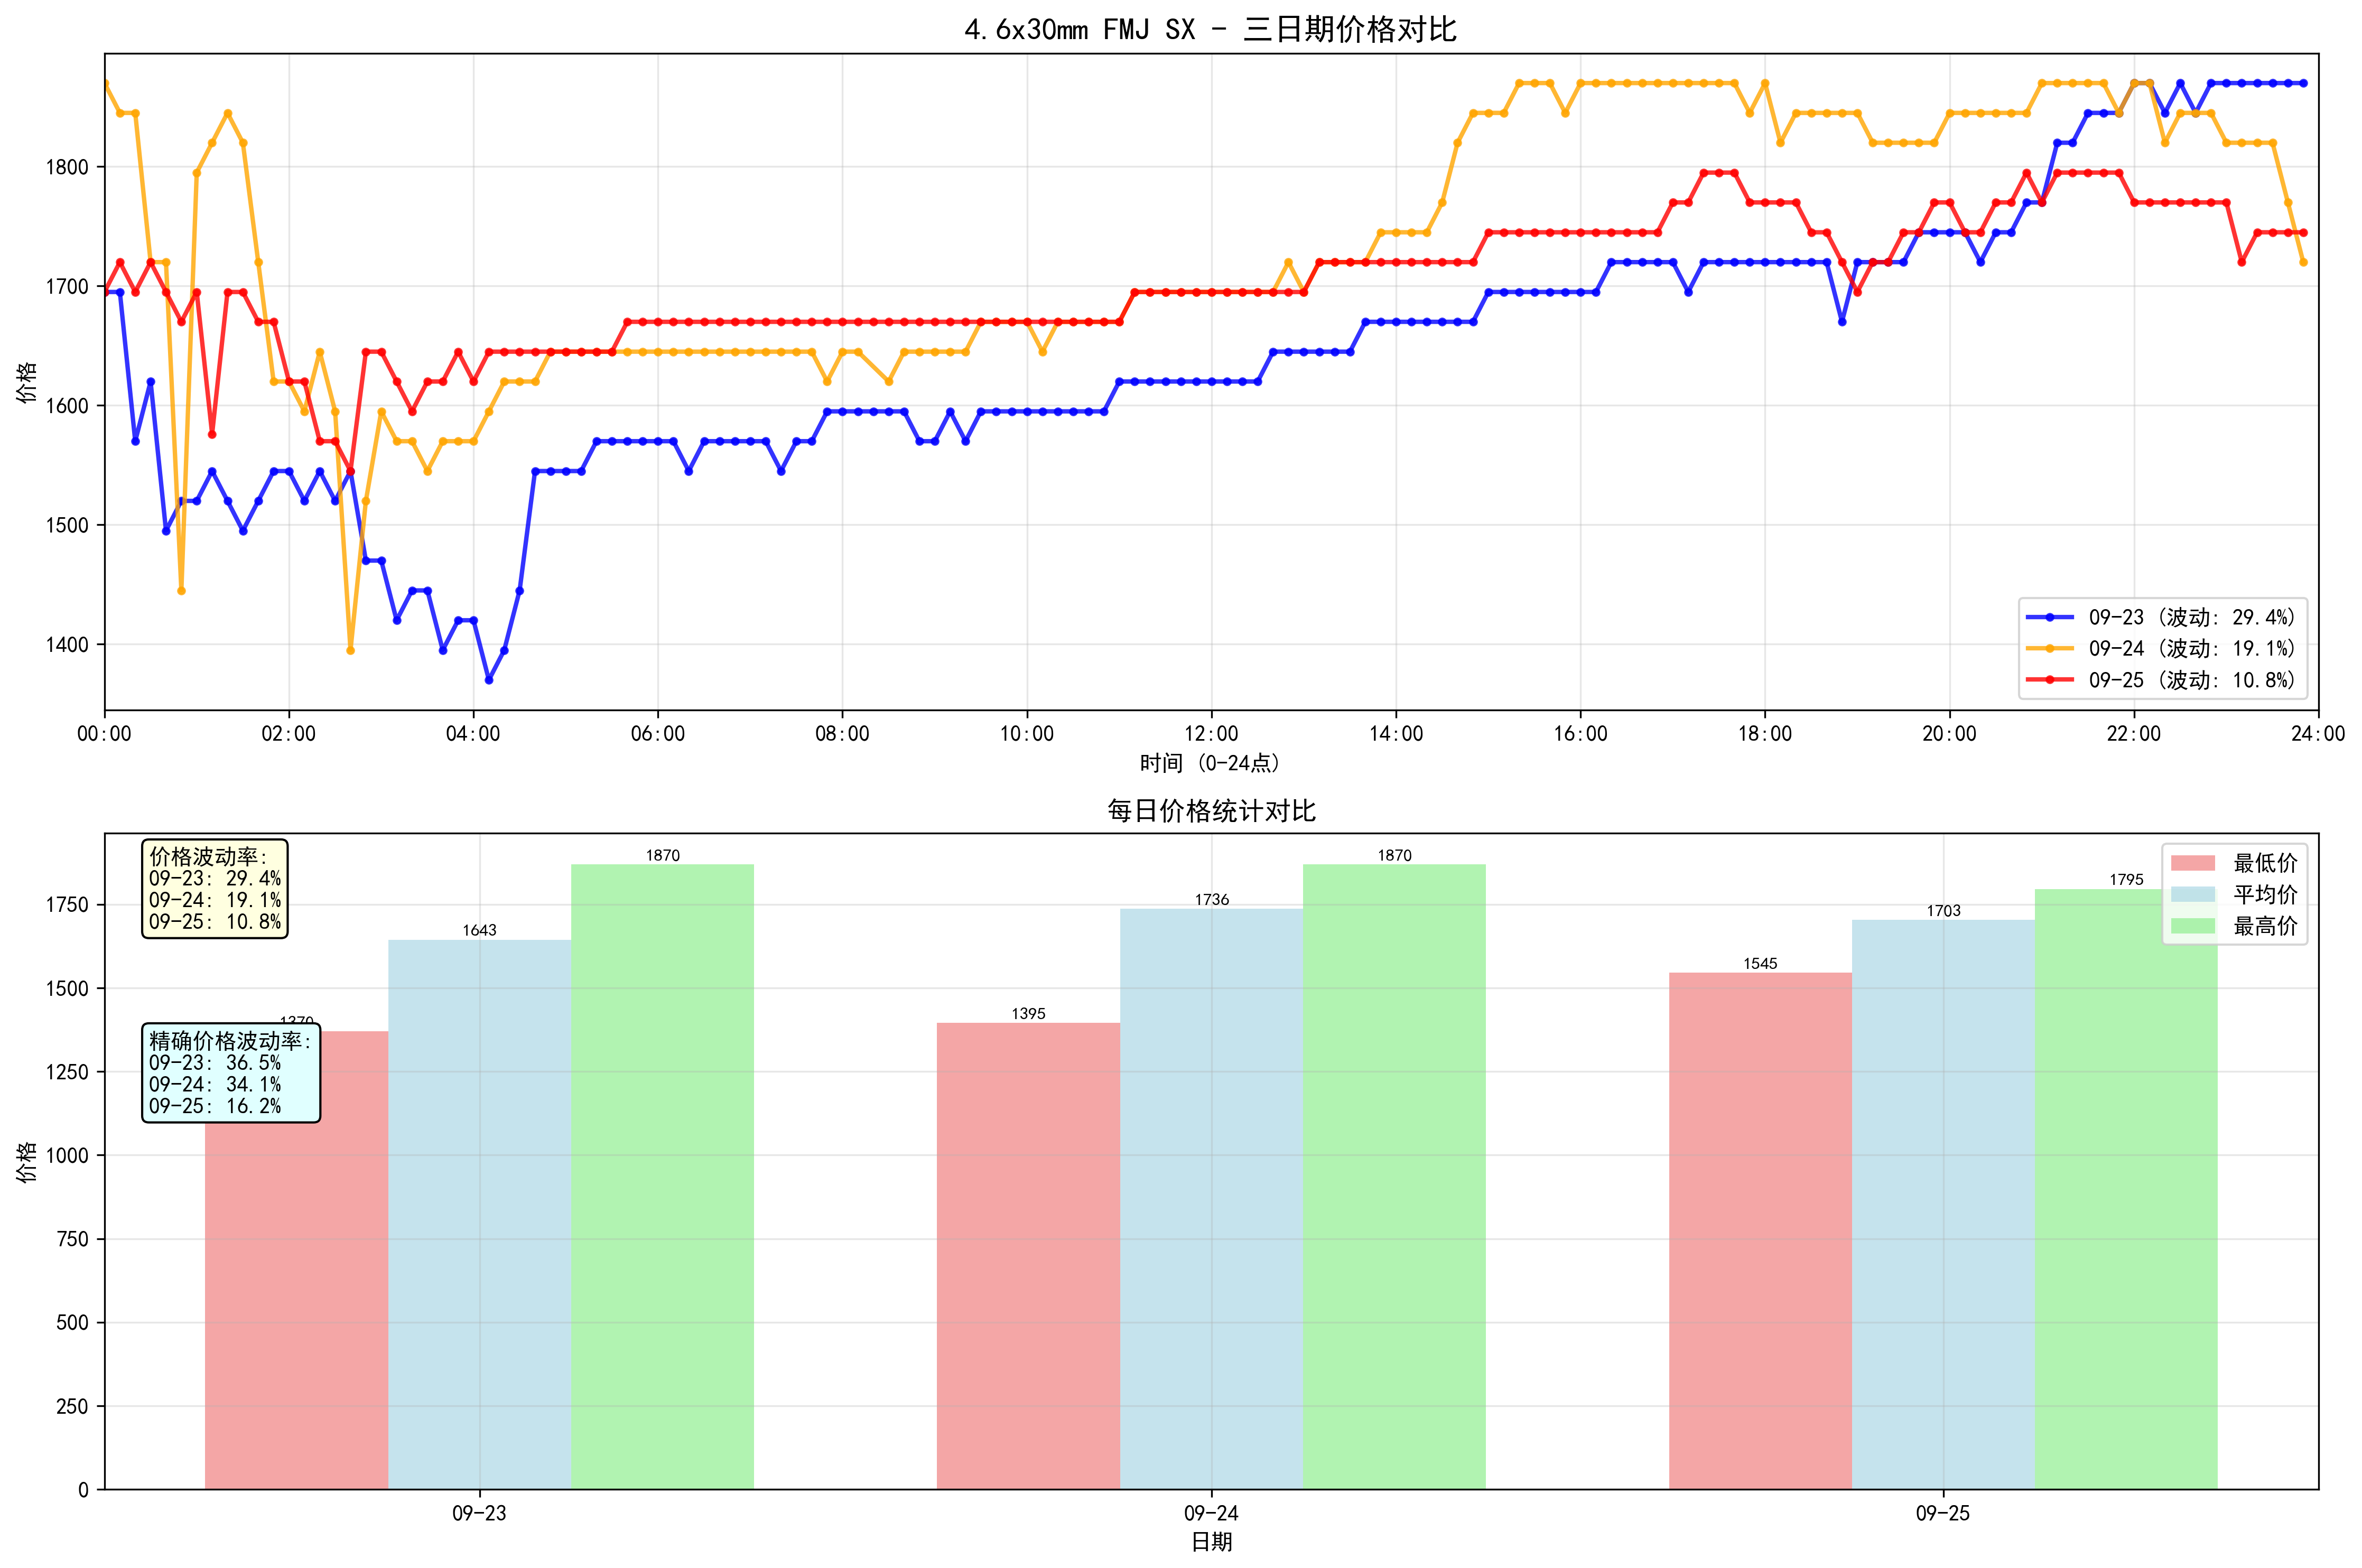 4.6x30mm FMJ SX - 三日期价格对比
价格
1800
1700
1600
1500
1400
09-23 (波动: 29.4%)
09-24 (波动: 19.1%)
09-25 (波动: 10.8%)
00:00 02:00 04:00 06:00 08:00 10:00 12:00 14:00 16:00 18:00 20:00 22:00 24:00
时间 (0-24点)
每日价格统计对比
价格
1750
1500
1250
1000
750
500
250
0
价格波动率:
09-23: 29.4%
09-24: 19.1%
09-25: 10.8%
精确价格波动率:
09-23: 36.5%
09-24: 34.1%
09-25: 16.2%
1370
1643
1870
1395
1736
1870
1545
1703
1795
最低价
平均价
最高价
09-23 09-24 09-25
日期